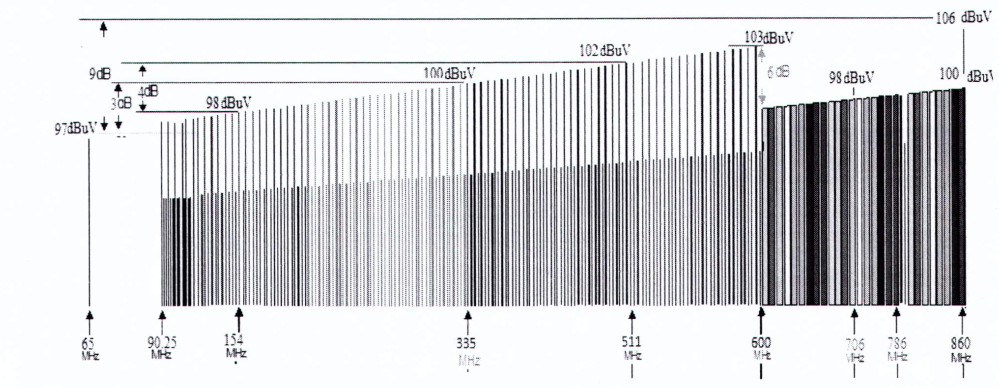 106 dBuV
103dBuV
102 dBuV
9dB
4dB
3dB
100 dBuV
6 dB
98 dBuV
98 dBuV
100 dBuV
97dBuV
65 MHz
90,25 MHz
154 MHz
335 MHz
511 MHz
600 MHz
706 MHz
786 MHz
860 MHz